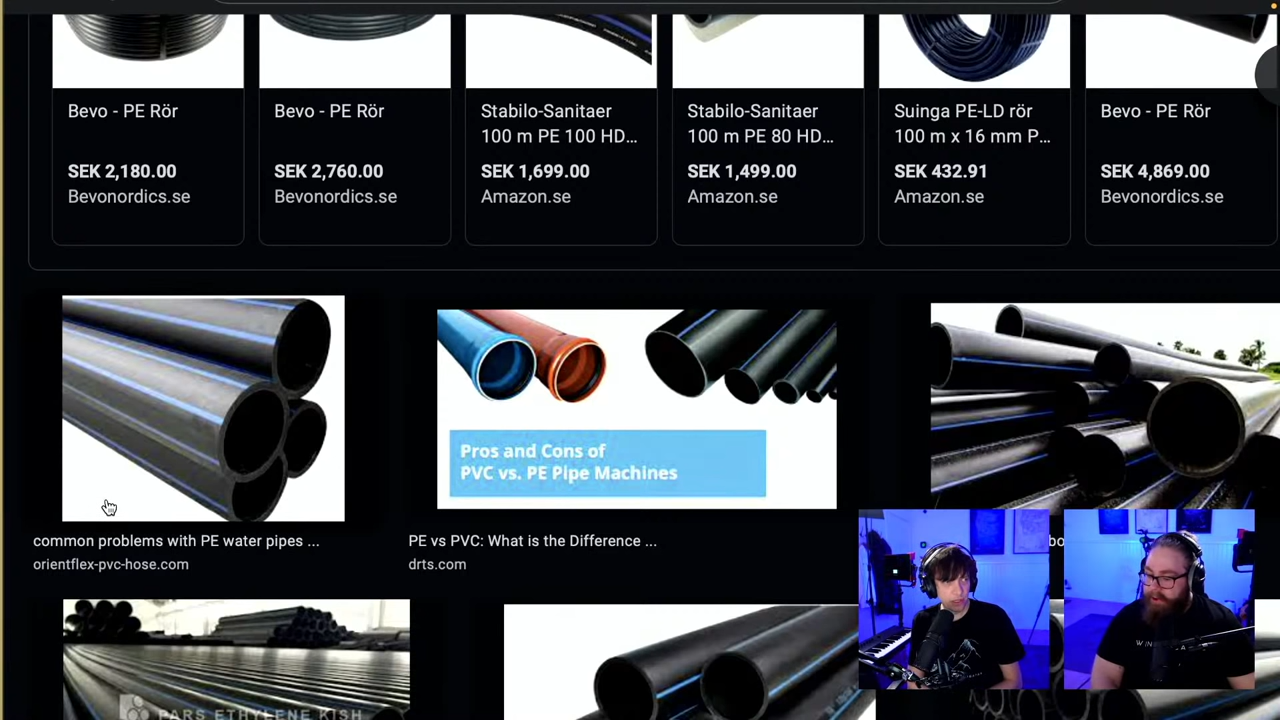 Bevo - PE Rör
SEK 2,180.00
Bevonordics.se
Bevo - PE Rör
SEK 2,760.00
Bevonordics.se
Stabilo-Sanitaer
100 m PE 100 HD...
SEK 1,699.00
Amazon.se
Stabilo-Sanitaer
100 m PE 80 HD...
SEK 1,499.00
Amazon.se
Suinga PE-LD rör
100 m x 16 mm P...
SEK 432.91
Amazon.se
Bevo - PE Rör
SEK 4,869.00
Bevonordics.se
Pros and Cons of
PVC vs. PE Pipe Machines
common problems with PE water pipes ...
orientflex-pvc-hose.com
PE vs PVC: What is the Difference ...
drts.com
PARS ETHYLENE KISH